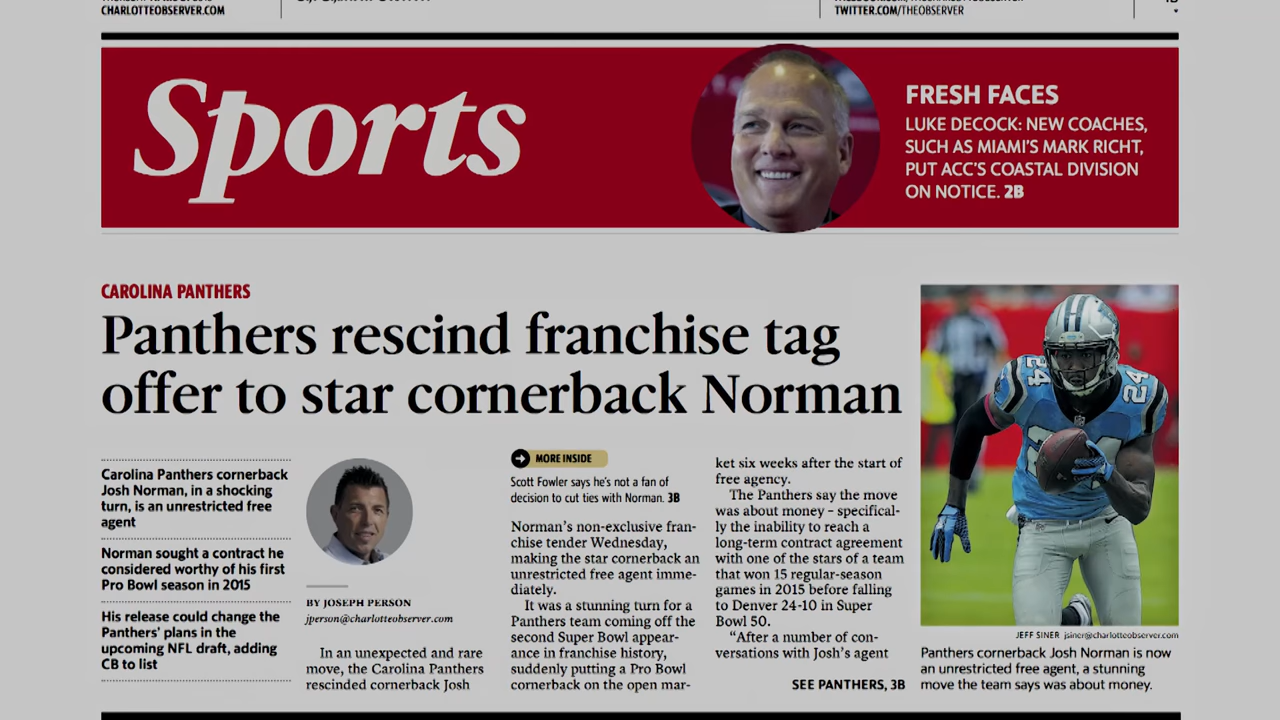 CHARLOTTEOBSERVER.COM
TWITTER.COM/THEOBSERVER
Sports
FRESH FACES
LUKE DECOCK: NEW COACHES,
SUCH AS MIAMI'S MARK RICHT,
PUT ACC'S COASTAL DIVISION
ON NOTICE. 2B
CAROLINA PANTHERS
Panthers rescind franchise tag
offer to star cornerback Norman
Carolina Panthers cornerback
Josh Norman, in a shocking
turn, is an unrestricted free
agent
Norman sought a contract he
considered worthy of his first
Pro Bowl season in 2015
His release could change the
Panthers' plans in the
upcoming NFL draft, adding
CB to list
BY JOSEPH PERSON
jperson@charlotteobserver.com
In an unexpected and rare
move, the Carolina Panthers
rescinded cornerback Josh
MORE INSIDE
Scott Fowler says he's not a fan of
decision to cut ties with Norman. 3B
Norman's non-exclusive fran-
chise tender Wednesday,
making the star cornerback an
unrestricted free agent imme-
diately.
It was a stunning turn for a
Panthers team coming off the
second Super Bowl appear-
ance in franchise history,
suddenly putting a Pro Bowl
cornerback on the open mar-
ket six weeks after the start of
free agency.
The Panthers say the move
was about money – specifical-
ly the inability to reach a
long-term contract agreement
with one of the stars of a team
that won 15 regular-season
games in 2015 before falling
to Denver 24-10 in Super
Bowl 50.
"After a number of con-
versations with Josh's agent
SEE PANTHERS, 3B
24
24
24
JEFF SINER jsiner@charlotteobserver.com
Panthers cornerback Josh Norman is now
an unrestricted free agent, a stunning
move the team says was about money.